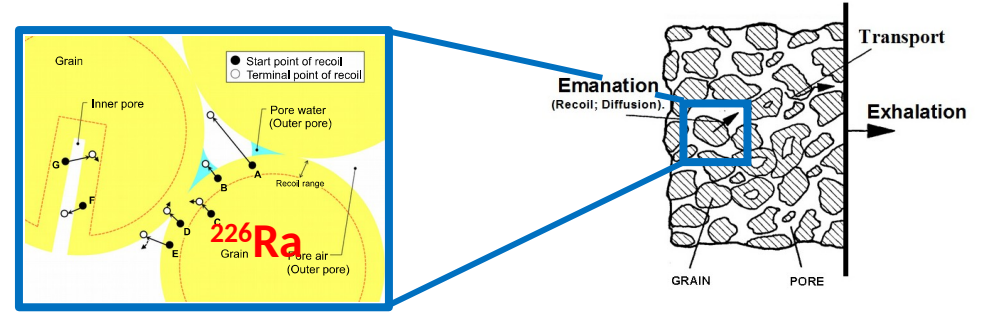 Grain
Start point of recoil
Terminal point of recoil
Inner pore
Pore water
(Outer pore)
G
F
A
B
Recoil range
C
D
E
226Ra
Grain
Pore air
(Outer pore)
Transport
Emanation
(Recoil; Diffusion).
Exhalation
GRAIN
PORE